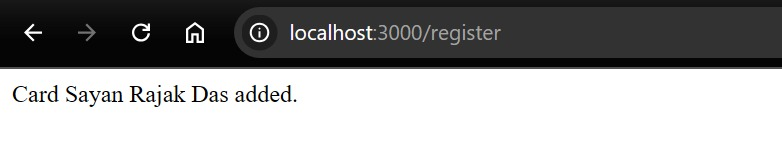 localhost:3000/register
Card Sayan Rajak Das added.